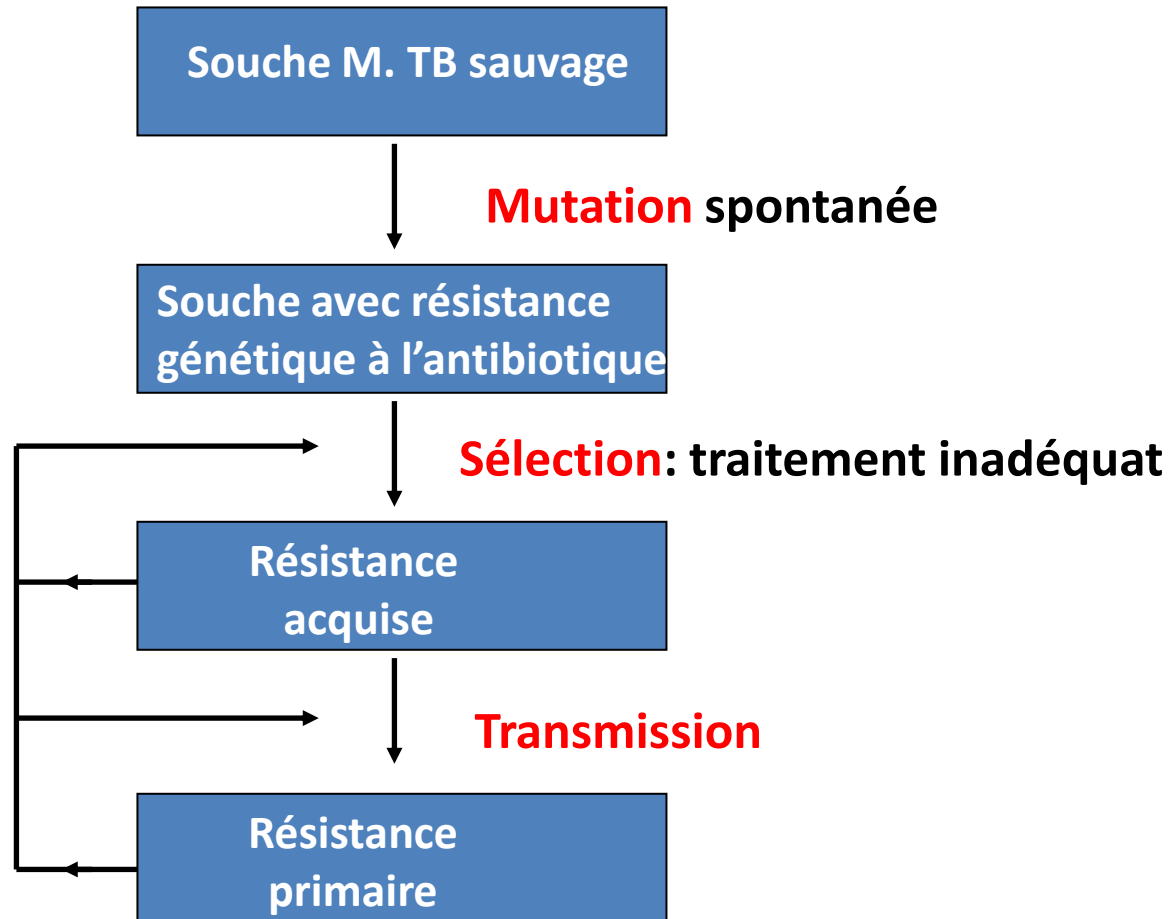 Souche M. TB sauvage
Mutation spontanée
Souche avec résistance
génétique à l'antibiotique
Sélection: traitement inadéquat
Résistance
acquise
Transmission
Résistance
primaire